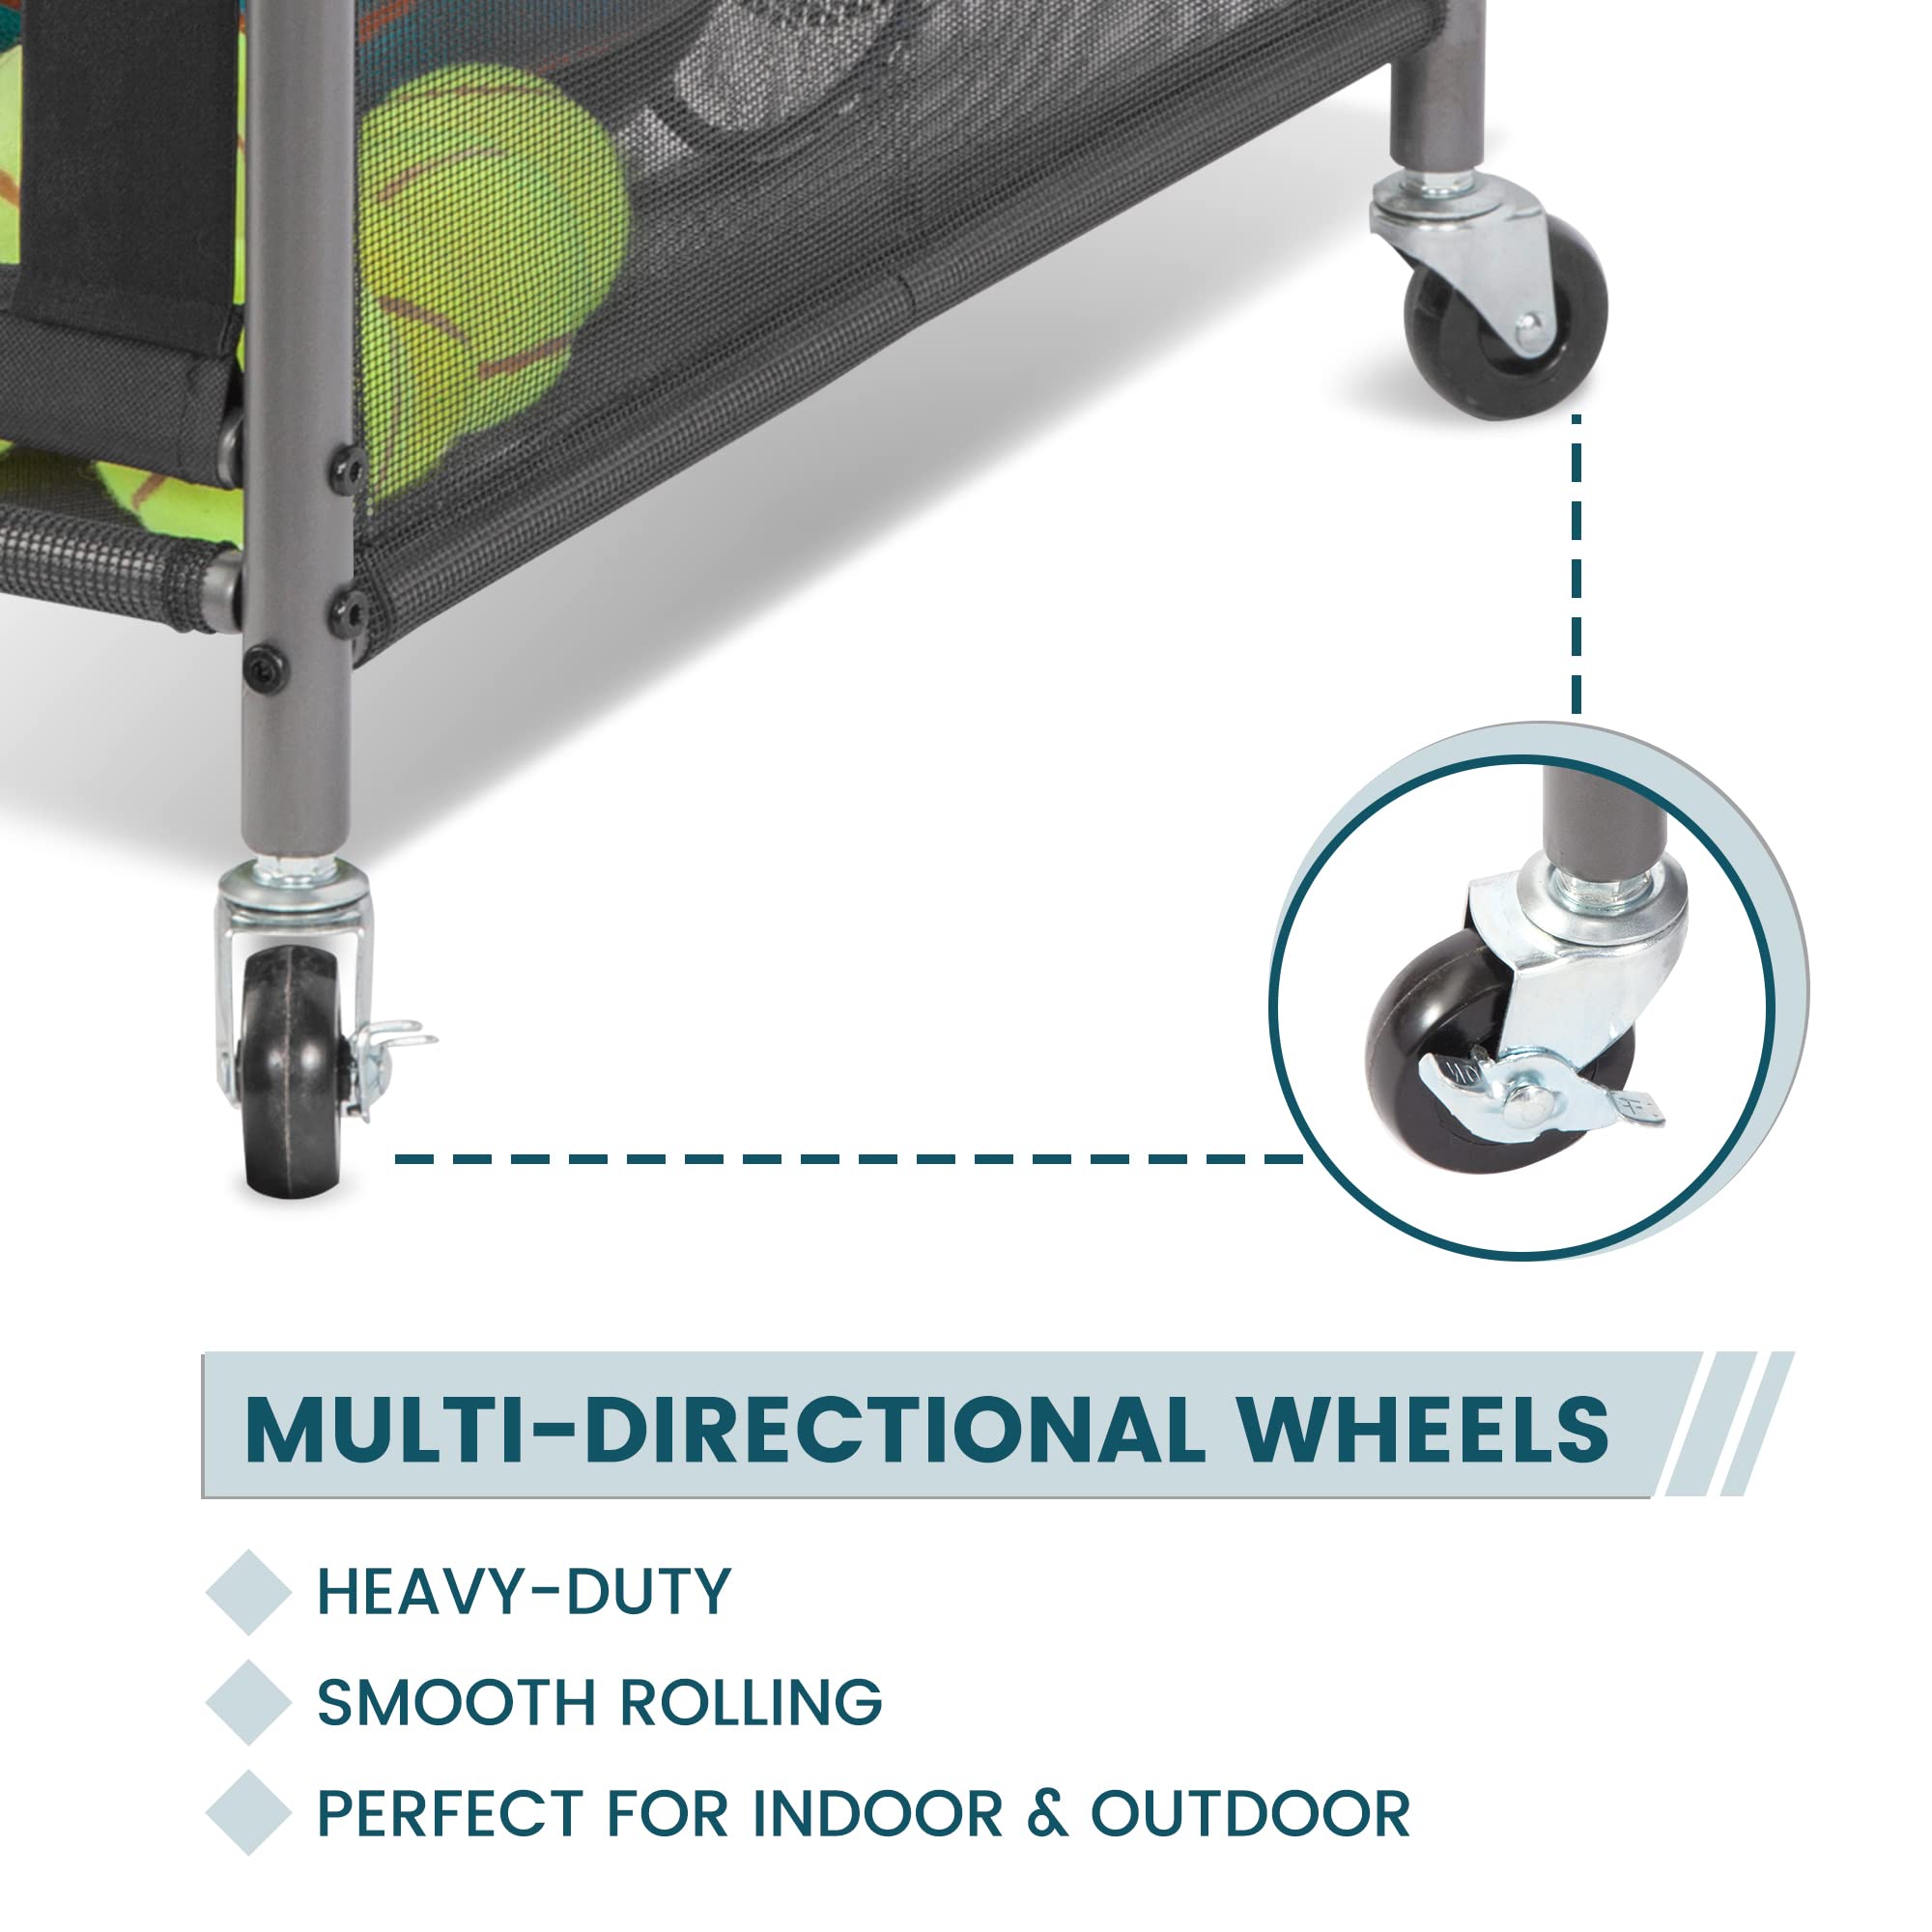 MULTI-DIRECTIONAL WHEELS
HEAVY-DUTY
SMOOTH ROLLING
PERFECT FOR INDOOR & OUTDOOR